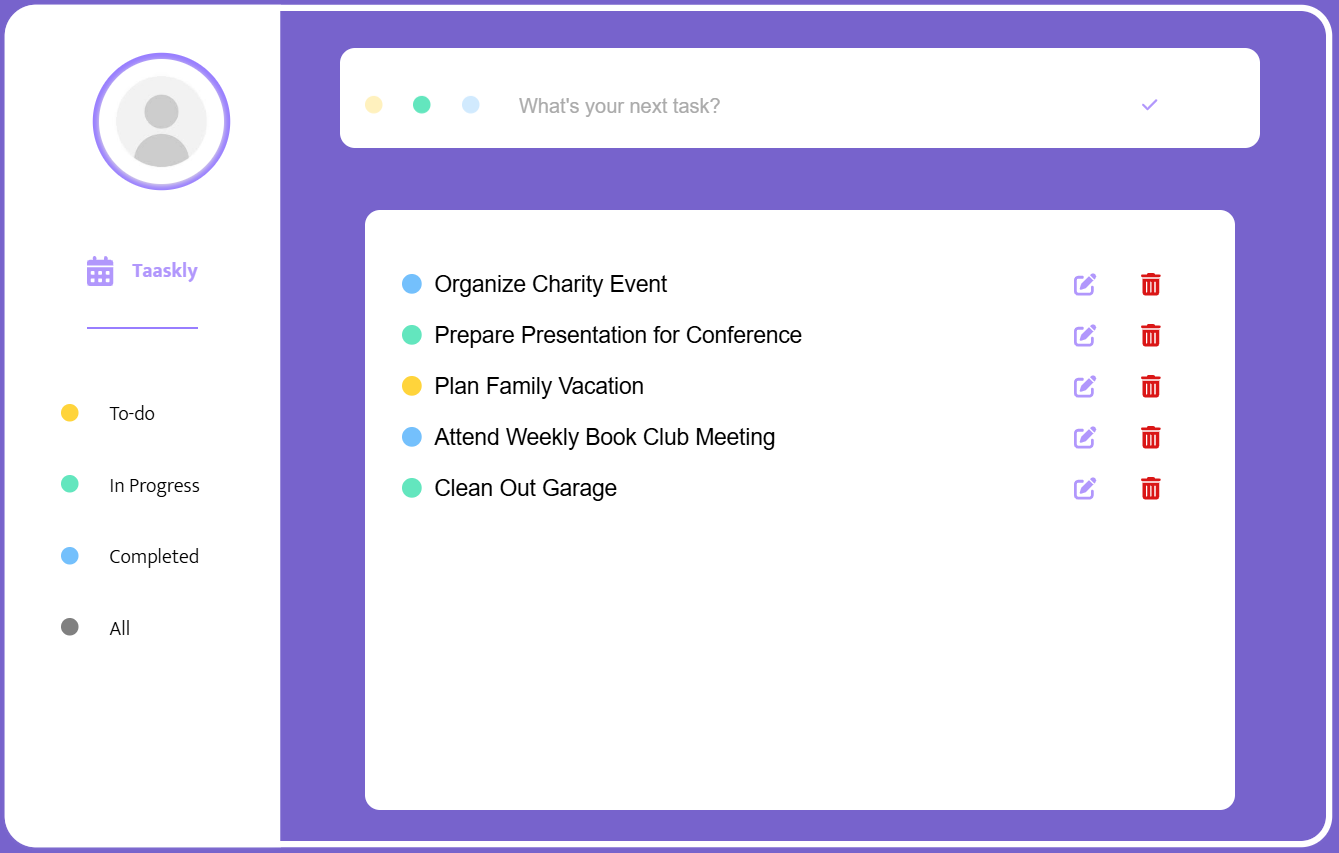 What's your next task?
Taaskly
To-do
In Progress
Completed
All
Organize Charity Event
Prepare Presentation for Conference
Plan Family Vacation
Attend Weekly Book Club Meeting
Clean Out Garage